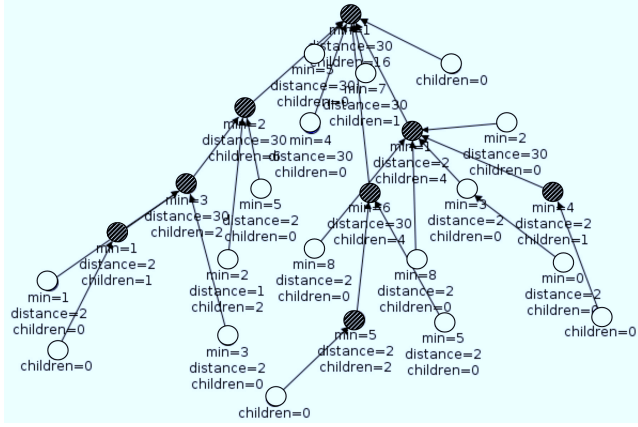 min=1
distance=30
children=16
children=0
min=5
distance=30
children=0
min=7
distance=30
children=1
min=2
distance=30
min=4
distance=30
children=0
min=1
distance=2
children=4
min=2
distance=30
children=0
min=3
distance=30
children=2
min=5
distance=2
children=0
min=6
distance=30
children=4
min=3
distance=2
children=0
min=4
distance=2
children=1
min=1
distance=2
children=1
min=2
distance=1
children=2
min=8
distance=2
children=0
min=8
distance=2
children=0
min=0
distance=2
children=0
min=1
distance=2
children=0
children=0
min=3
distance=2
children=0
min=5
distance=2
children=2
min=5
distance=2
children=0
children=0
children=0